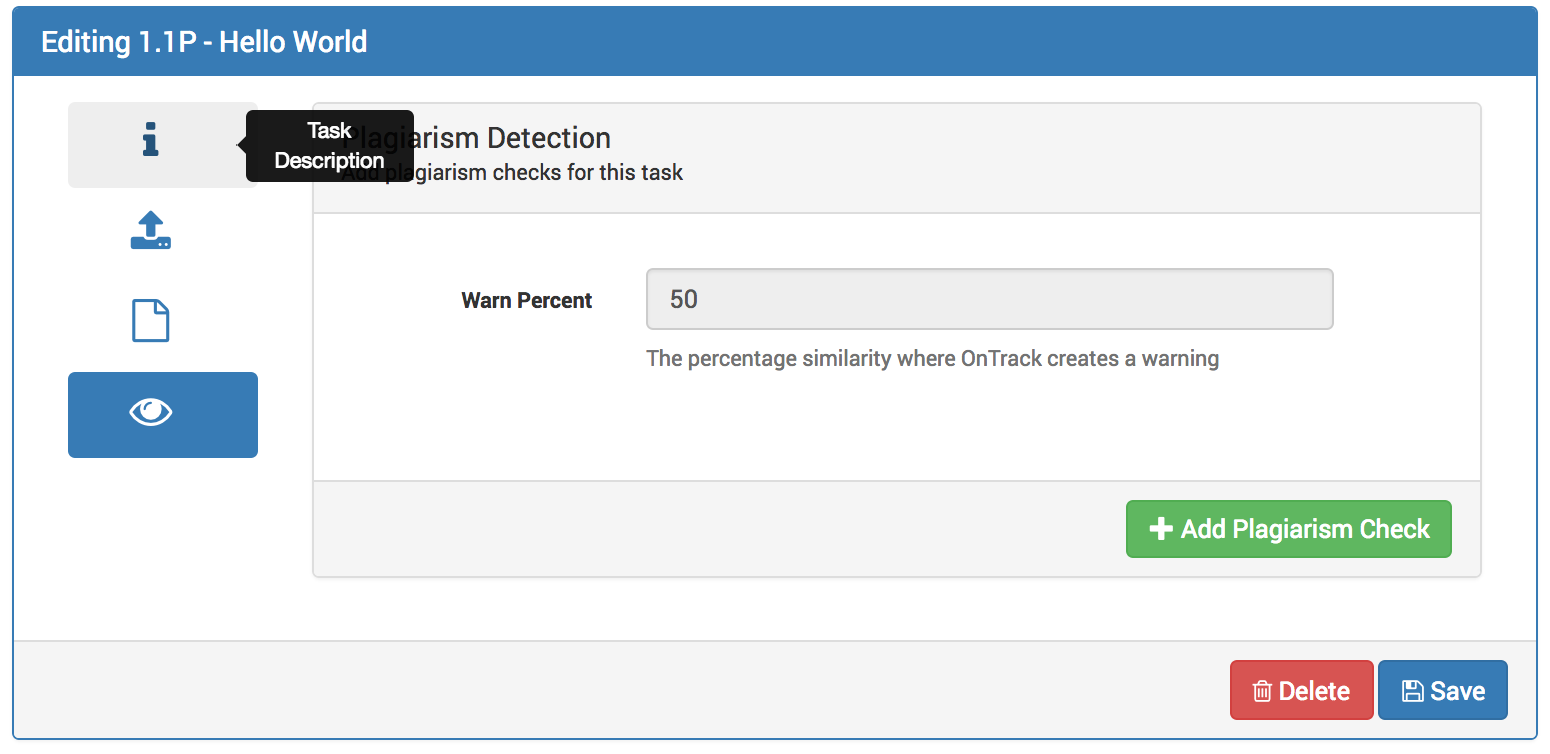 Editing 1.1P - Hello World
Task
Description
Plagiarism Detection
Add plagiarism checks for this task
Warn Percent
50
The percentage similarity where OnTrack creates a warning
Add Plagiarism Check
Delete
Save